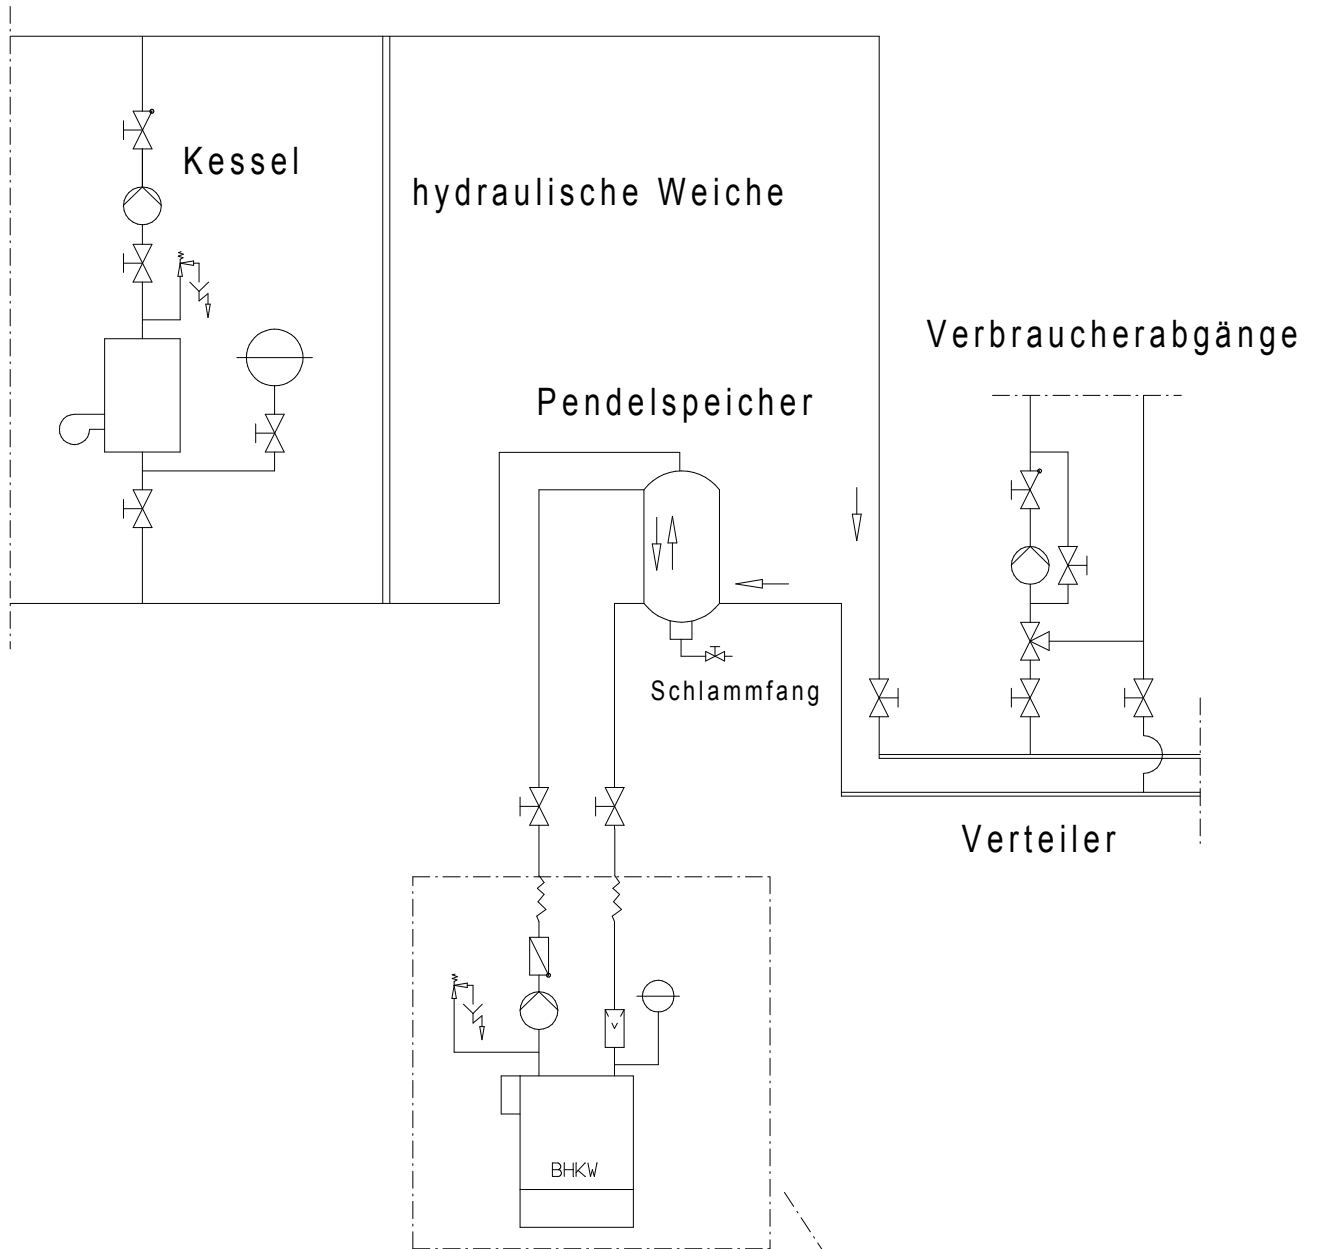 Kessel
hydraulische Weiche
Verbraucherabgänge
Pendelspeicher
Schlammfang
Verteiler
v
BHKW